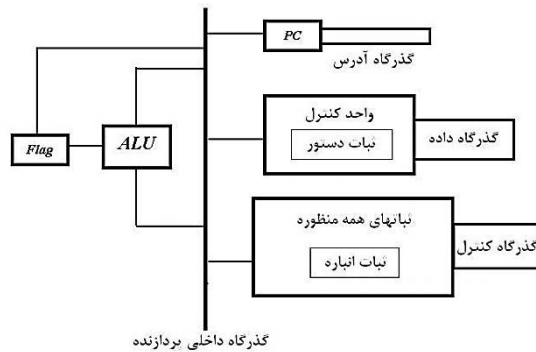 PC
گذرگاه آدرس
واحد کنترل
ثبات دستور
گذرگاه داده
Flag
ALU
ثباتهای همه منظوره
ثبات انباره
گذرگاه کنترل
گذرگاه داخلی پردازنده